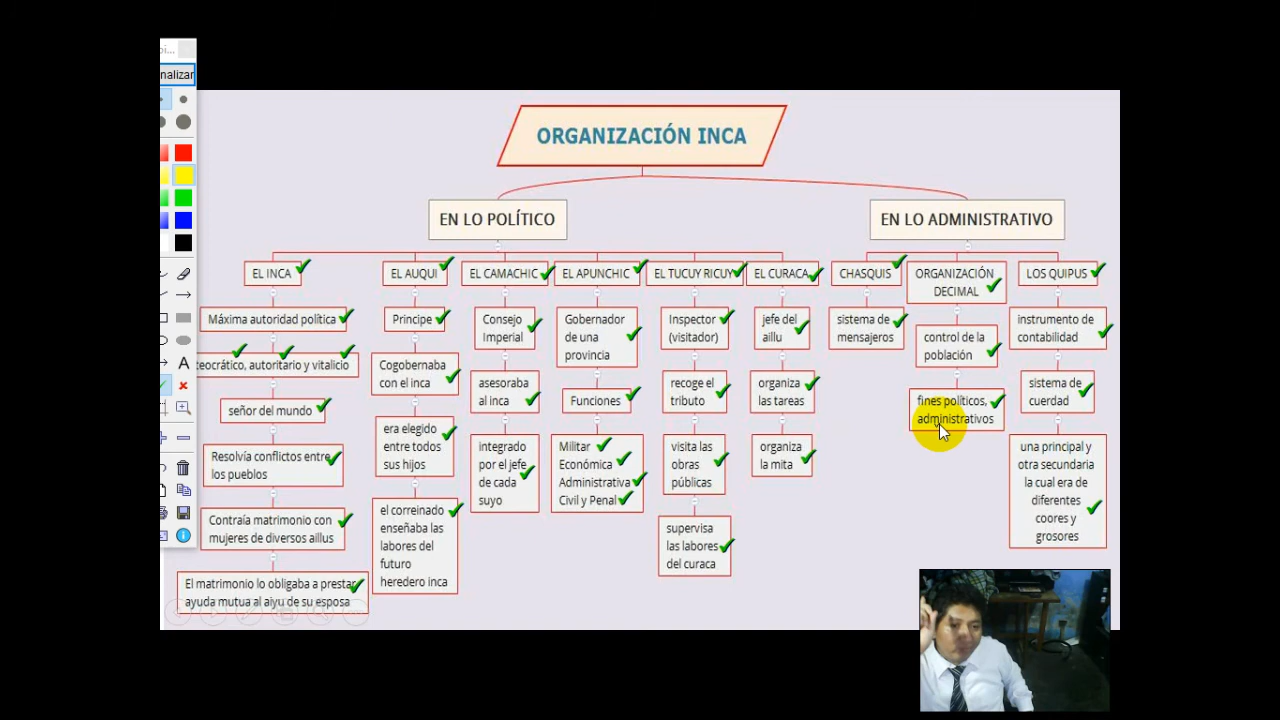 nalizar
ORGANIZACIÓN INCA
EN LO POLÍTICO
EN LO ADMINISTRATIVO
EL INCA
Máxima autoridad política
teocrático, autoritario y vitalicio
señor del mundo
Resolvía conflictos entre
los pueblos
Contraía matrimonio con
mujeres de diversos aillus
El matrimonio lo obligaba a prestar
ayuda mutua al aiyu de su esposa
EL AUQUI
Principe
Cogobernaba
con el inca
era elegido
entre todos
sus hijos
el correinado
enseñaba las
labores del
futuro
heredero inca
EL CAMACHIC
Consejo
Imperial
asesoraba
al inca
integrado
por el jefe
de cada
suyo
EL APUNCHIC
Gobernador
de una
provincia
Funciones
Militar
Económica
Administrativa
Civil y Penal
EL TUCUY RICUY
Inspector
(visitador)
recoge el
tributo
visita las
obras
públicas
supervisa
las labores
del curaca
EL CURACA
jefe del
aillu
organiza
las tareas
organiza
la mita
CHASQUIS
sistema de
mensajeros
ORGANIZACIÓN
DECIMAL
control de la
población
fines políticos,
administrativos
LOS QUIPUS
instrumento de
contabilidad
sistema de
cuerdad
una principal y
otra secundaria
la cual era de
diferentes
coores y
grosores